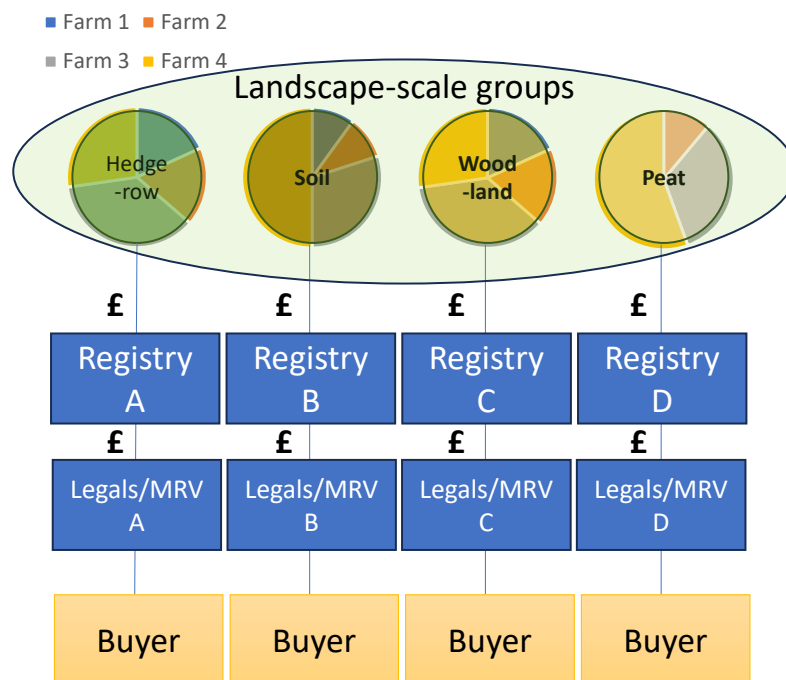 Farm 1 Farm 2
Farm 3 Farm 4
Landscape-scale groups
Hedge
-row
Soil
Wood
-land
Peat
£ £ £ £
Registry
A
Registry
B
Registry
C
Registry
D
£ £ £ £
Legals/MRV
A
Legals/MRV
B
Legals/MRV
C
Legals/MRV
D
Buyer Buyer Buyer Buyer